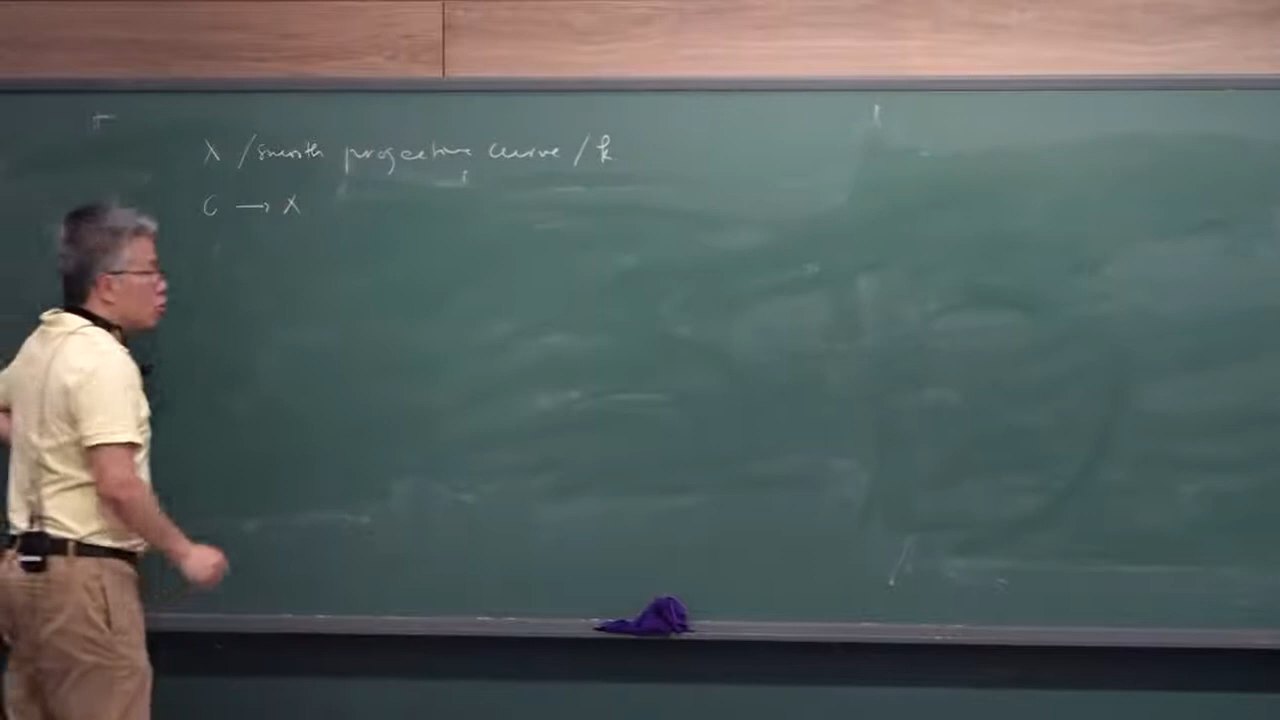 X / smooth projective curve / k
C → X